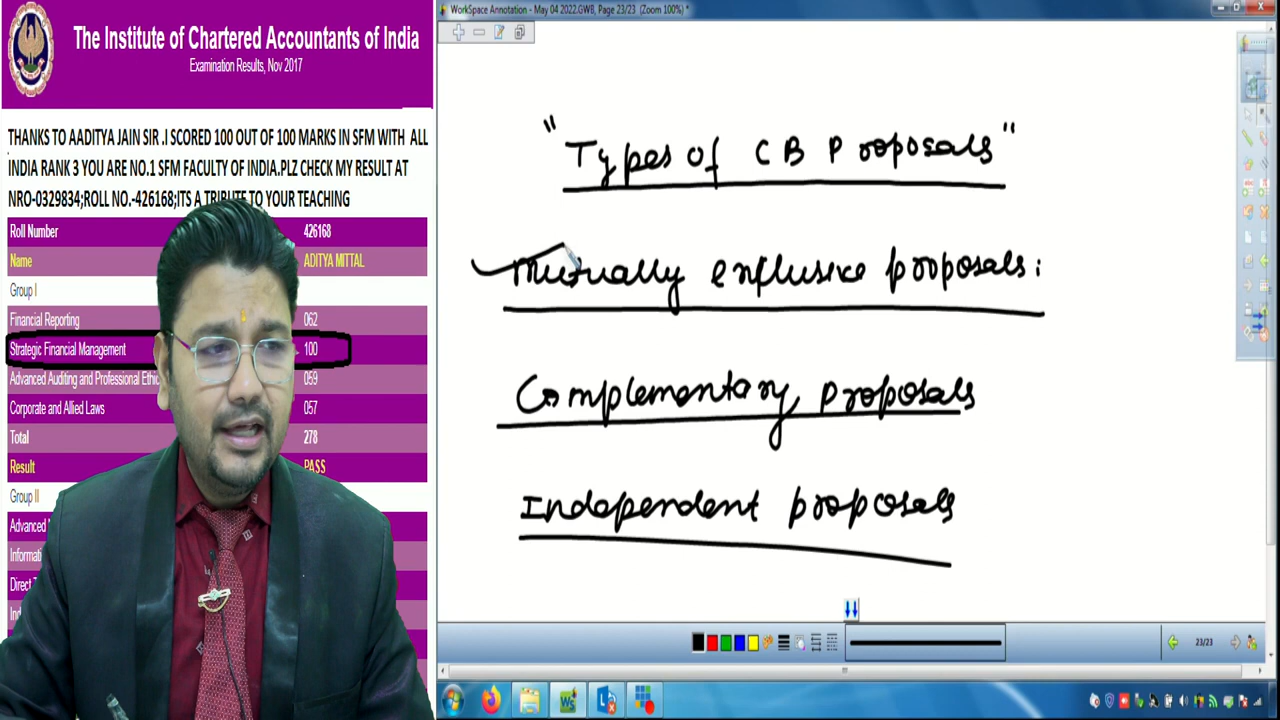 The Institute of Chartered Accountants of India
Examination Results, Nov 2017
THANKS TO AADITYA JAIN SIR .I SCORED 100 OUT OF 100 MARKS IN SFM WITH ALL
INDIA RANK 3 YOU ARE NO.1 SFM FACULTY OF INDIA.PLZ CHECK MY RESULT AT
NRO-0329834;ROLL NO.-426168;ITS A TRIBUTE TO YOUR TEACHING
Roll Number 426168
Name ADITYA MITTAL
Group I
Financial Reporting 062
Strategic Financial Management 100
Advanced Auditing and Professional Ethic 059
Corporate and Allied Laws 057
Total 278
Result PASS
Group II
Advanced
Informati
Direct
WorkSpace Annotation - May 04 2022.GWB, Page 23/23 (Zoom 100%) *
"Types of CB Proposals"
Mutually exclusive proposals:
Complementary proposals
Independent proposals
23/23